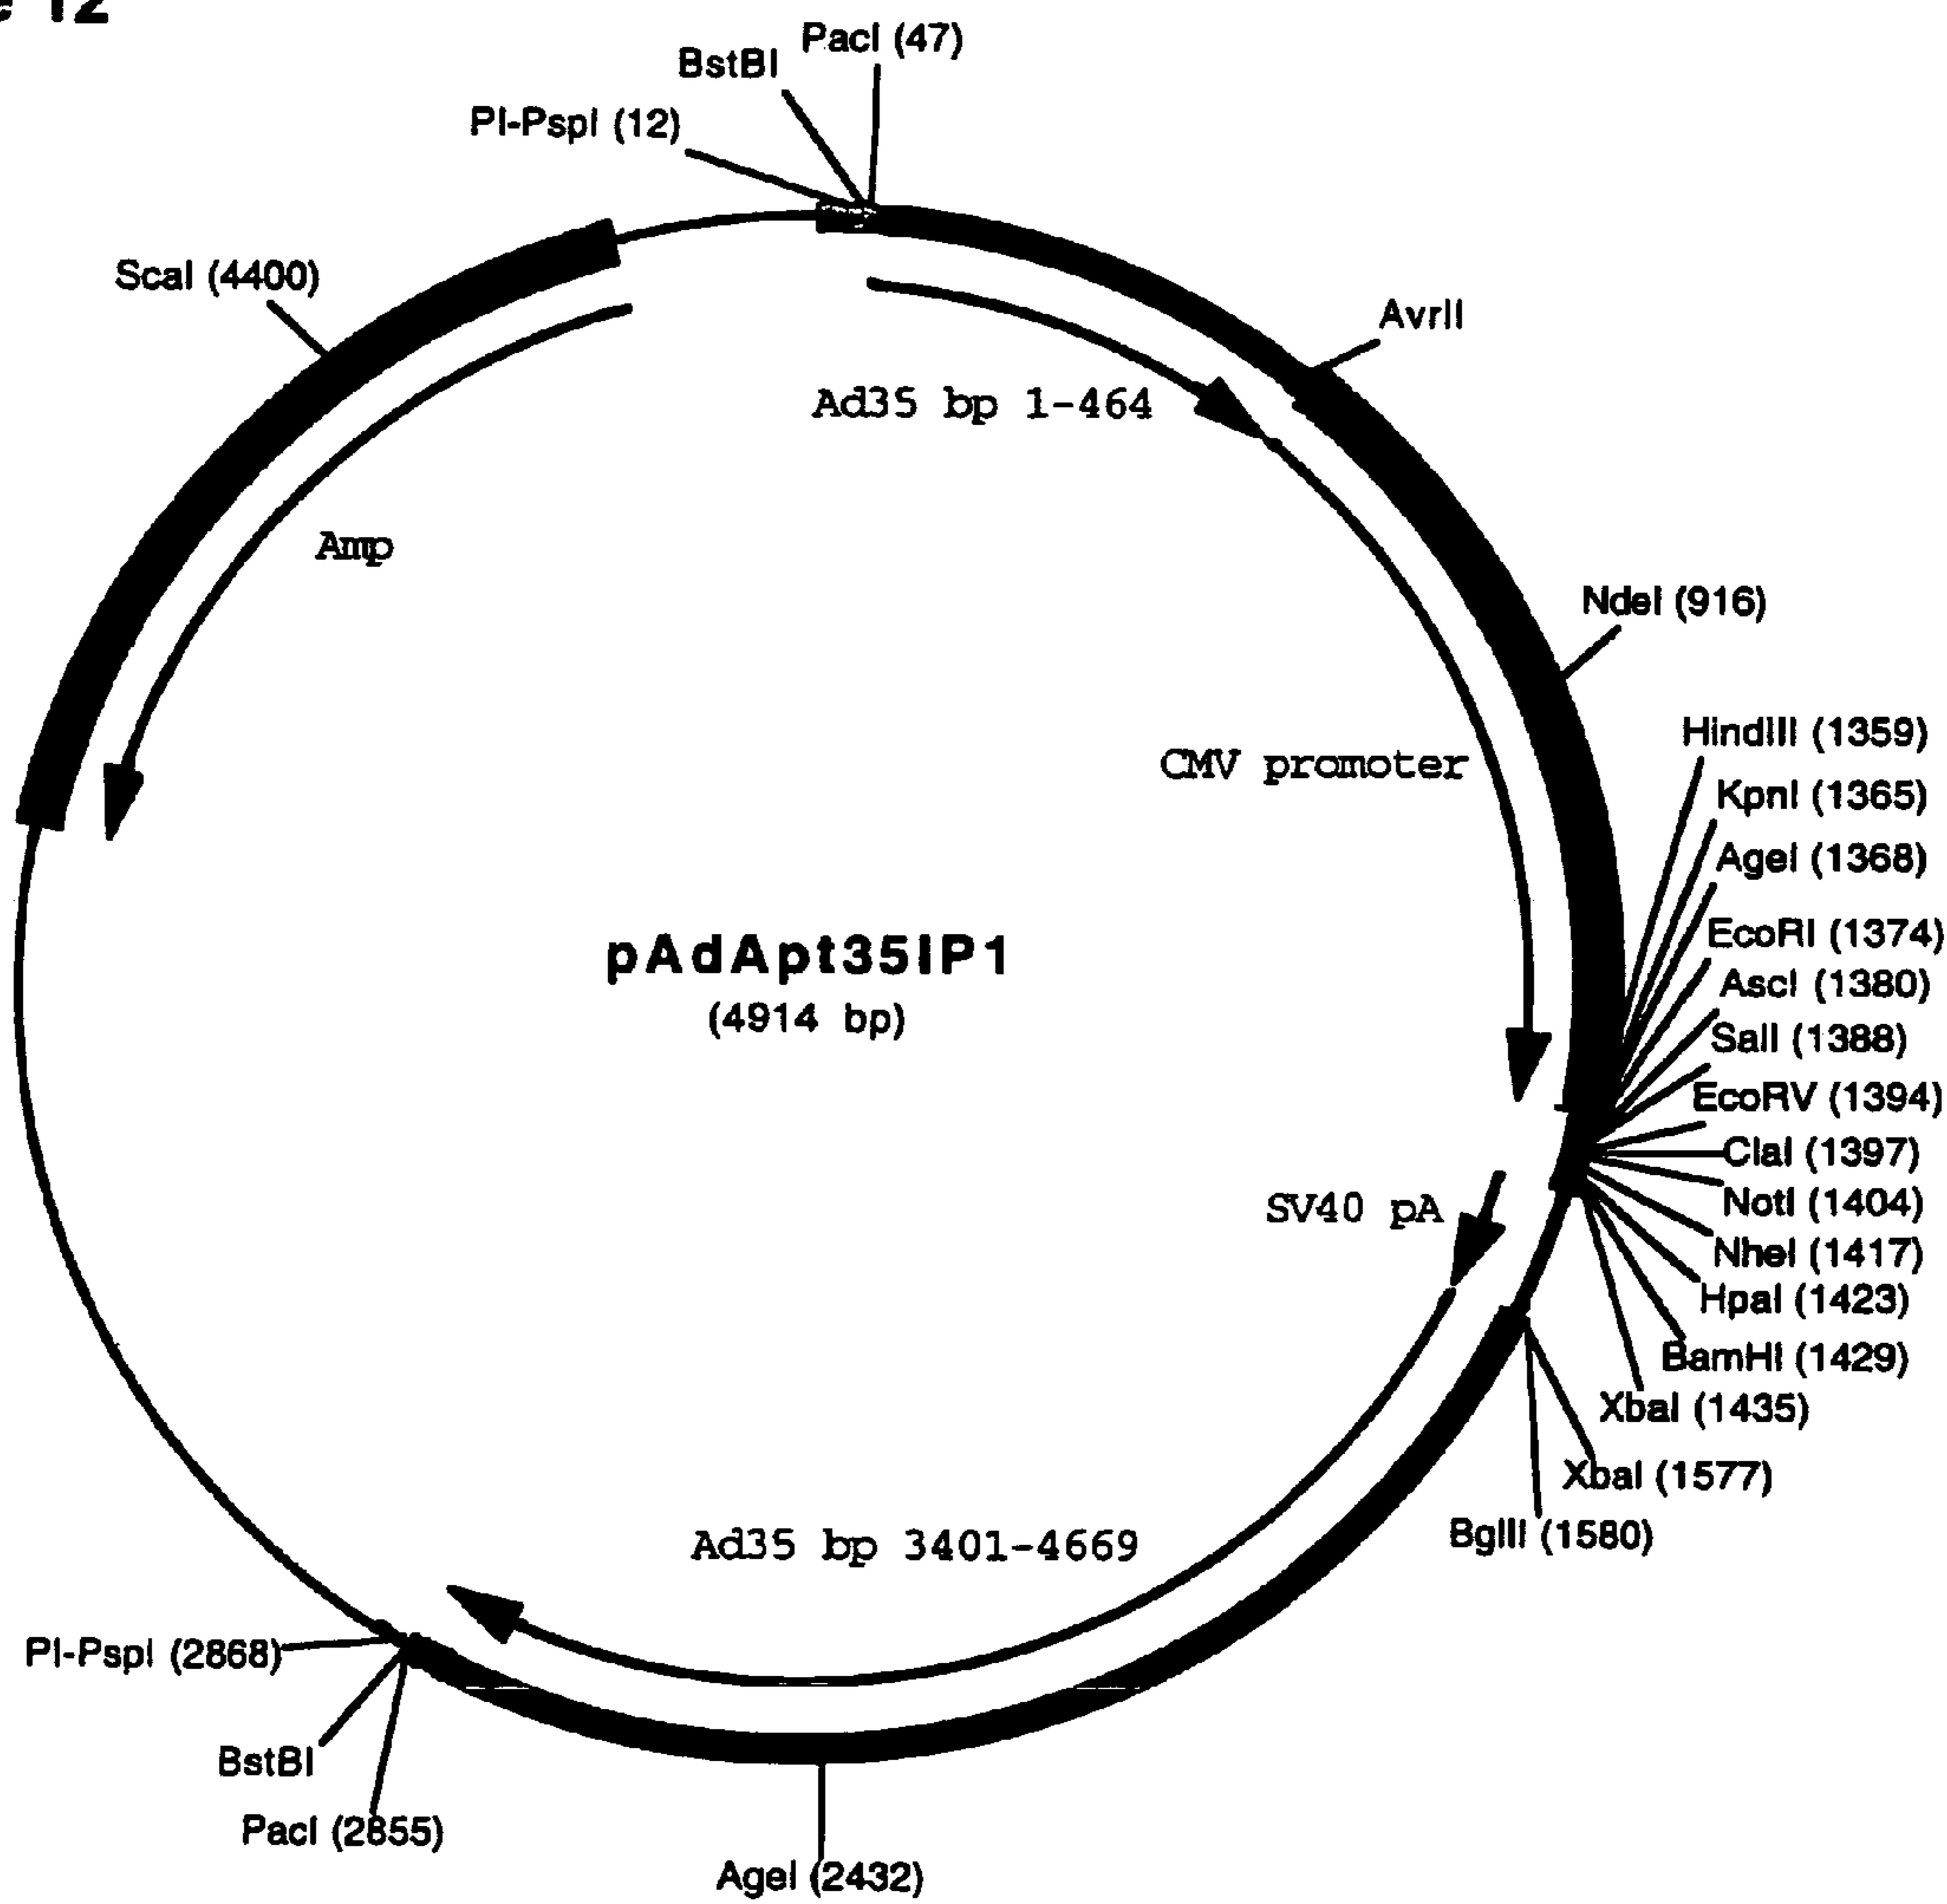 12
PacI (47)
BstBI
PI-PspI (12)
ScaI (4400)
AvrII
Ad35 bp 1-464
Amp
NdeI (916)
HindIII (1359)
CMV promoter
KpnI (1365)
AgeI (1368)
EcoRI (1374)
pAdApt35IP1
AscI (1380)
(4914 bp)
SalI (1388)
EcoRV (1394)
ClaI (1397)
SV40 pA
NotI (1404)
NheI (1417)
HpaI (1423)
BamHI (1429)
XbaI (1435)
XbaI (1577)
BglII (1580)
Ad35 bp 3401-4669
PI-PspI (2868)
BstBI
PacI (2855)
AgeI (2432)